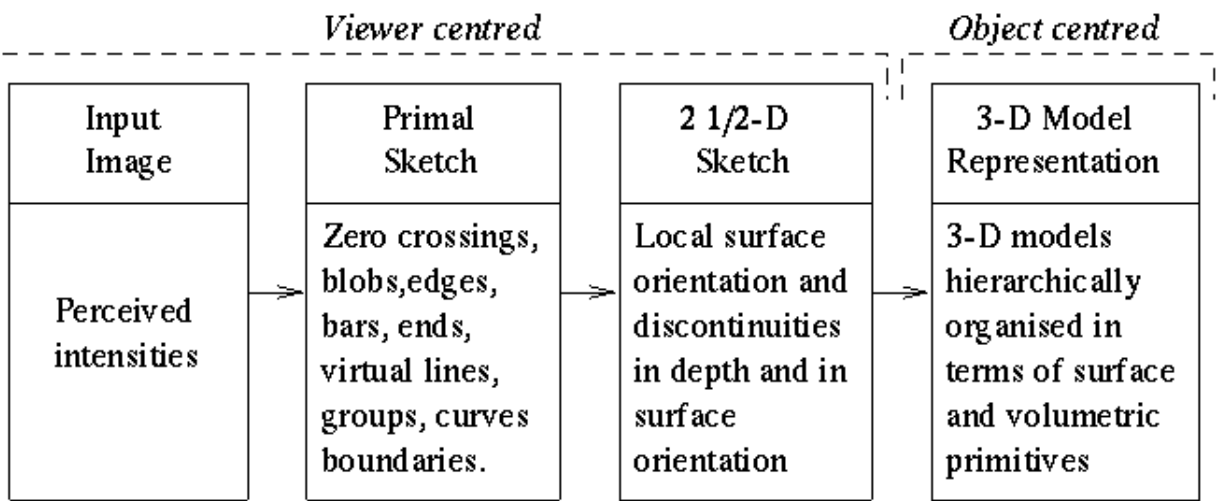 Viewer centred
Object centred
Input
Image
Perceived
intensities
Primal
Sketch
Zero crossings,
blobs,edges,
bars, ends,
virtual lines,
groups, curves
boundaries.
2 1/2-D
Sketch
Local surface
orientation and
discontinuities
in depth and in
surface
orientation
3-D Model
Representation
3-D models
hierarchically
organised in
terms of surface
and volumetric
primitives